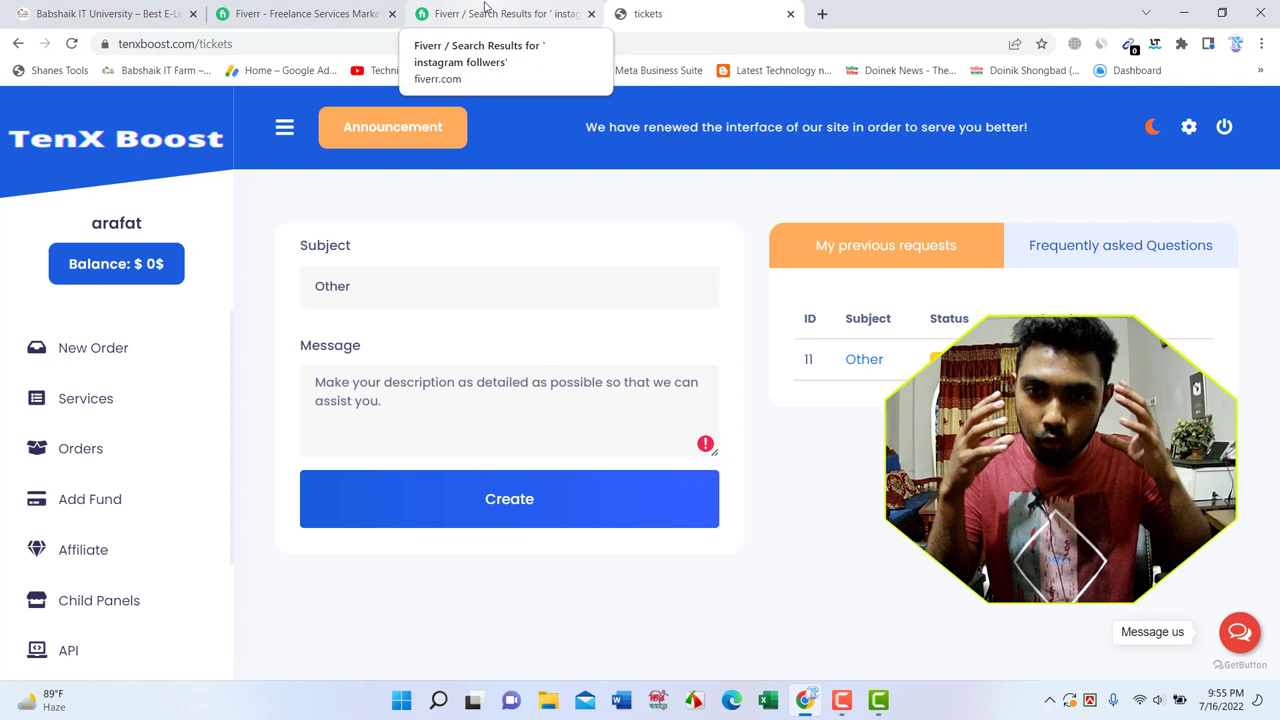 Babshaik IT University – Best E-Le
Fiverr - Freelance Services Market
Fiverr / Search Results for ' instag
tickets
tenxboost.com/tickets
Fiverr / Search Results for '
instagram follwers'
fiverr.com
Shanes Tools
Babshaik IT Farm –...
Home – Google Ad...
Techni
Meta Business Suite
Latest Technology n...
Doinek News - The...
Doinik Shongbad (...
Dashboard
TenX Boost
Announcement
We have renewed the interface of our site in order to serve you better!
arafat
Balance: $ 0$
New Order
Services
Orders
Add Fund
Affiliate
Child Panels
API
Subject
Other
Message
Make your description as detailed as possible so that we can
assist you.
Create
My previous requests
Frequently asked Questions
ID Subject Status
11 Other
Message us
GetButton
89°F
Haze
9:55 PM
7/16/2022